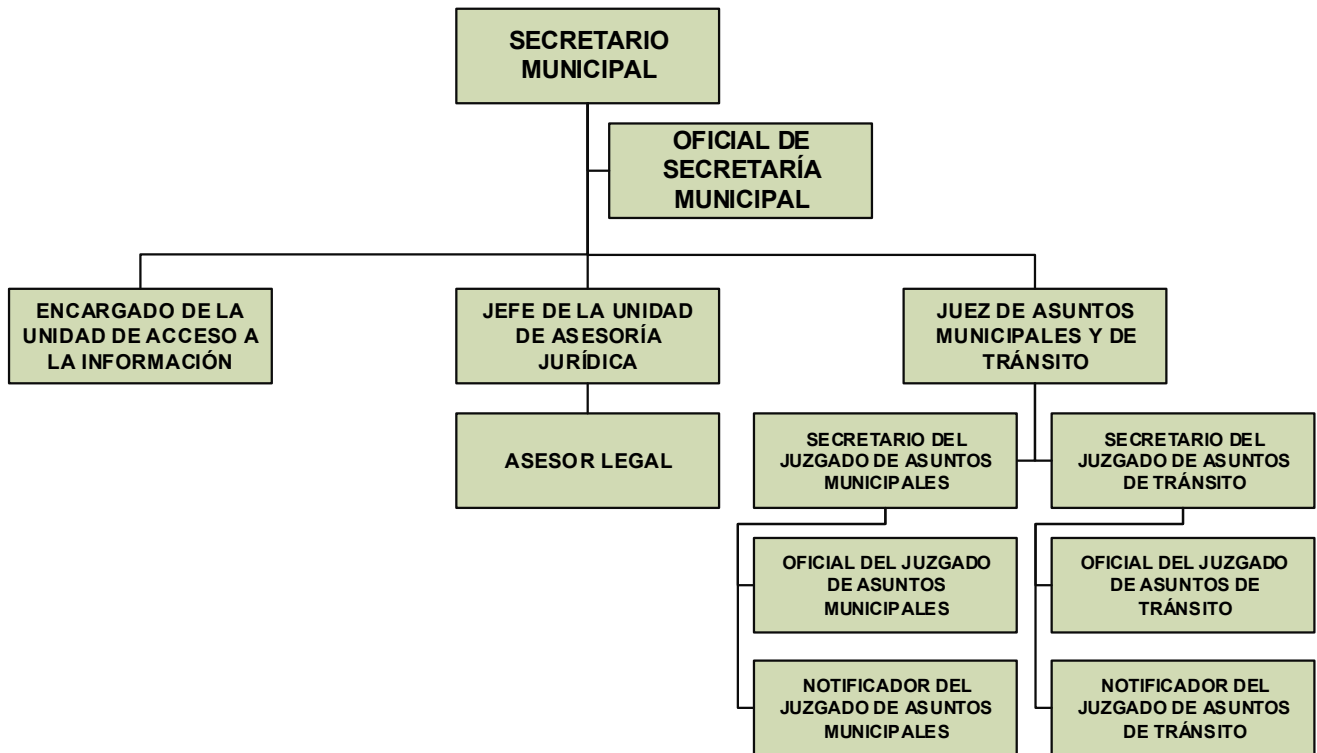 SECRETARIO
MUNICIPAL
OFICIAL DE
SECRETARÍA
MUNICIPAL
ENCARGADO DE LA
UNIDAD DE ACCESO A
LA INFORMACIÓN
JEFE DE LA UNIDAD
DE ASESORÍA
JURÍDICA
JUEZ DE ASUNTOS
MUNICIPALES Y DE
TRÁNSITO
ASESOR LEGAL
SECRETARIO DEL
JUZGADO DE ASUNTOS
MUNICIPALES
SECRETARIO DEL
JUZGADO DE ASUNTOS
DE TRÁNSITO
OFICIAL DEL JUZGADO
DE ASUNTOS
MUNICIPALES
OFICIAL DEL JUZGADO
DE ASUNTOS DE
TRÁNSITO
NOTIFICADOR DEL
JUZGADO DE ASUNTOS
MUNICIPALES
NOTIFICADOR DEL
JUZGADO DE ASUNTOS
DE TRÁNSITO